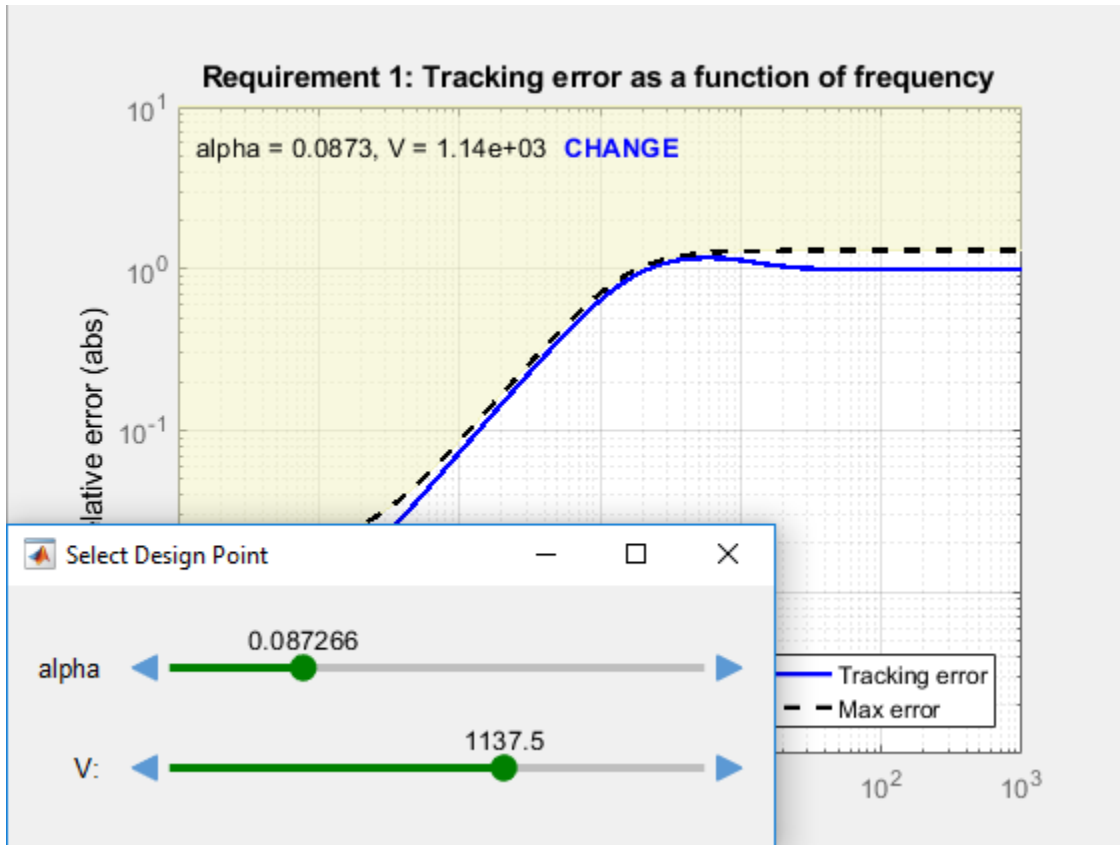 Requirement 1: Tracking error as a function of frequency
10^1
alpha = 0.0873, V = 1.14e+03 CHANGE
10^0
10^-1
elative error (abs)
Select Design Point
0.087266
alpha
1137.5
V:
Tracking error
Max error
10^2
10^3